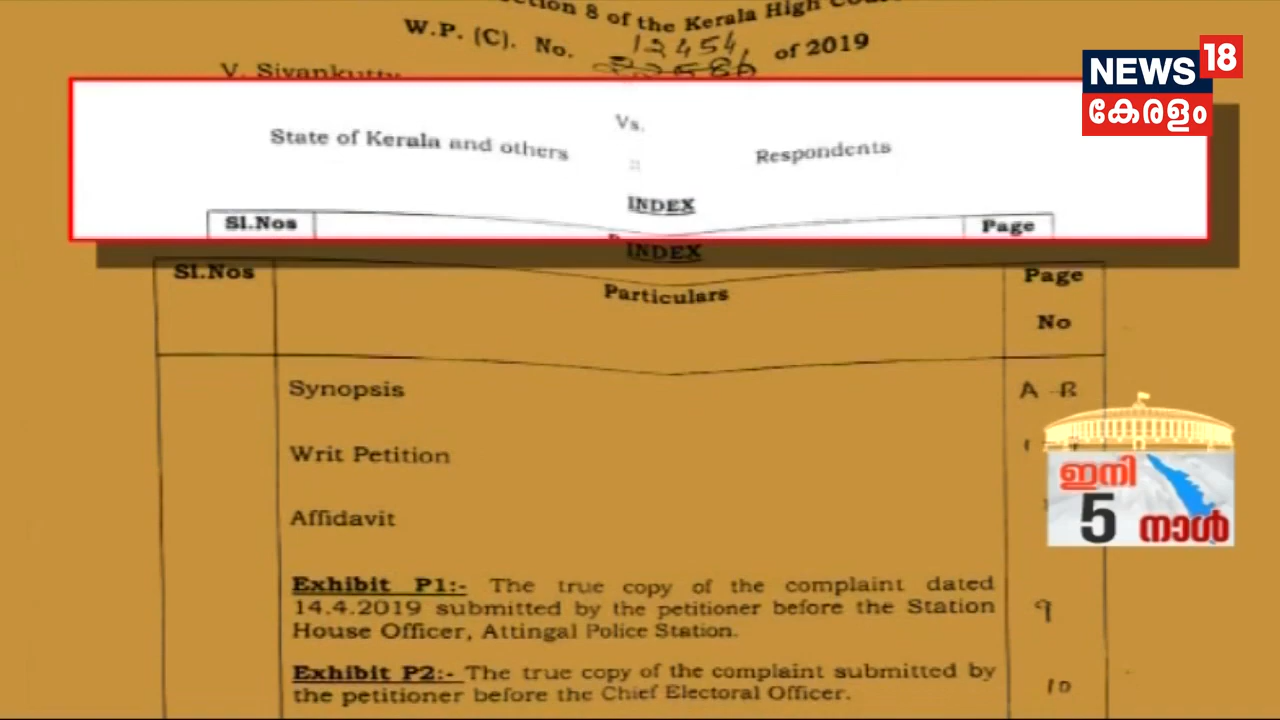 8 of the Kerala High
W.P. (C). No. 12454 of 2019
V. Sivankutty
Vs.
State of Kerala and others :: Respondents
INDEX
Sl.Nos Page
INDEX
Sl.Nos Particulars Page
No
Synopsis A - B
Writ Petition
Affidavit
Exhibit P1:- The true copy of the complaint dated
14.4.2019 submitted by the petitioner before the Station
House Officer, Attingal Police Station. 9
Exhibit P2:- The true copy of the complaint submitted by
the petitioner before the Chief Electoral Officer. 10
NEWS 18
കേരളം
ഇനി
5 നാൾ